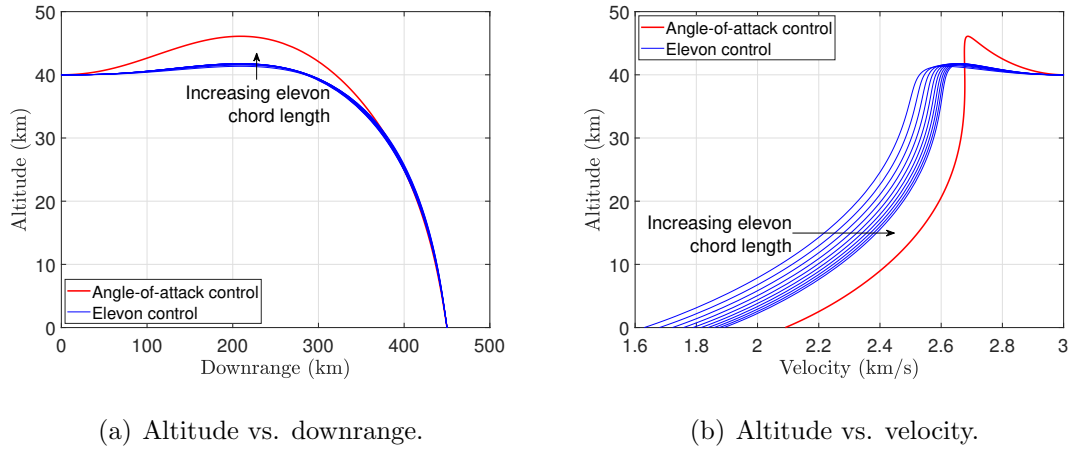 50
40
30
20
10
0
Altitude (km)
0
100
200
300
400
500
Downrange (km)
Increasing elevon
chord length
Angle-of-attack control
Elevon control
(a) Altitude vs. downrange.
50
40
30
20
10
0
Altitude (km)
1.6
1.8
2
2.2
2.4
2.6
2.8
3
Velocity (km/s)
Angle-of-attack control
Elevon control
Increasing elevon
chord length
(b) Altitude vs. velocity.